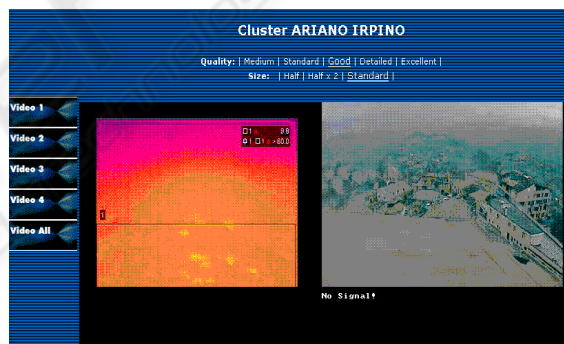 Cluster ARIANO IRPINO
Quality: | Medium | Standard | Good | Detailed | Excellent |
Size: | Half | Half x 2 | Standard |
Video 1
Video 2
Video 3
Video 4
Video All
1
No Signal!